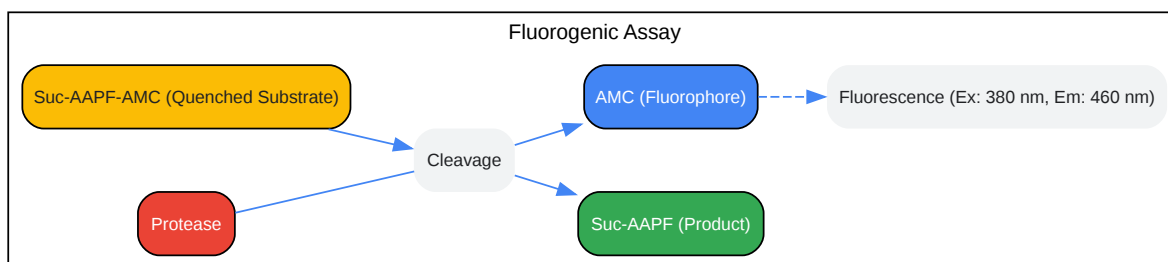 Fluorogenic Assay
Suc-AAPF-AMC (Quenched Substrate)
AMC (Fluorophore)
Fluorescence (Ex: 380 nm, Em: 460 nm)
Cleavage
Protease
Suc-AAPF (Product)